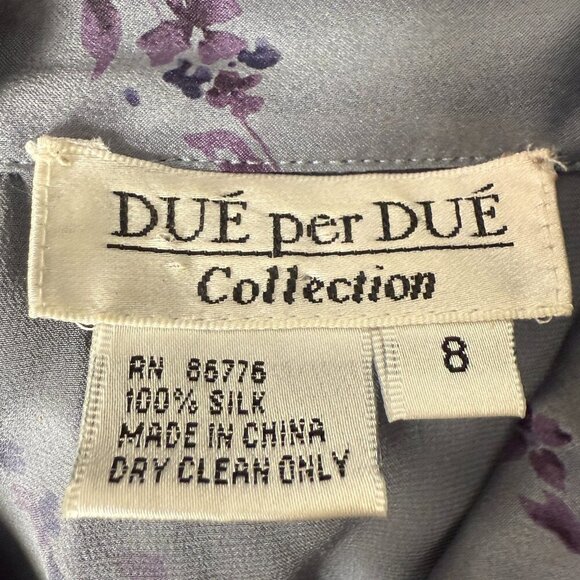 DUÉ per DUÉ
Collection
8
RN 86776
100% SILK
MADE IN CHINA
DRY CLEAN ONLY